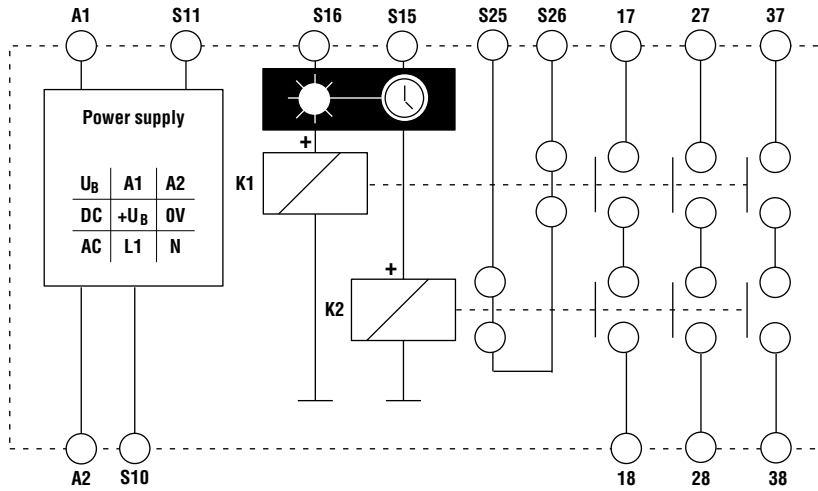 A1 S11 S16 S15 S25 S26 17 27 37
Power supply
+
UB A1 A2
K1
DC +UB 0V
AC L1 N
+
K2
A2 S10 18 28 38